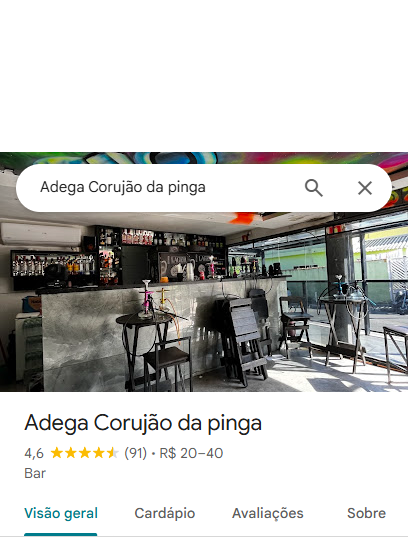 Adega Corujão da pinga
Adega Corujão da pinga
4,6 (91) • R$ 20–40
Bar
Visão geral Cardápio Avaliações Sobre